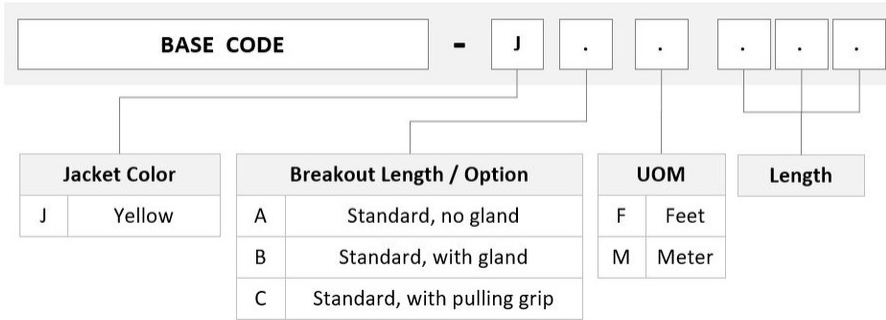 BASE CODE - J . . . . .
Jacket Color Breakout Length / Option UOM Length
J Yellow A Standard, no gland F Feet
B Standard, with gland M Meter
C Standard, with pulling grip